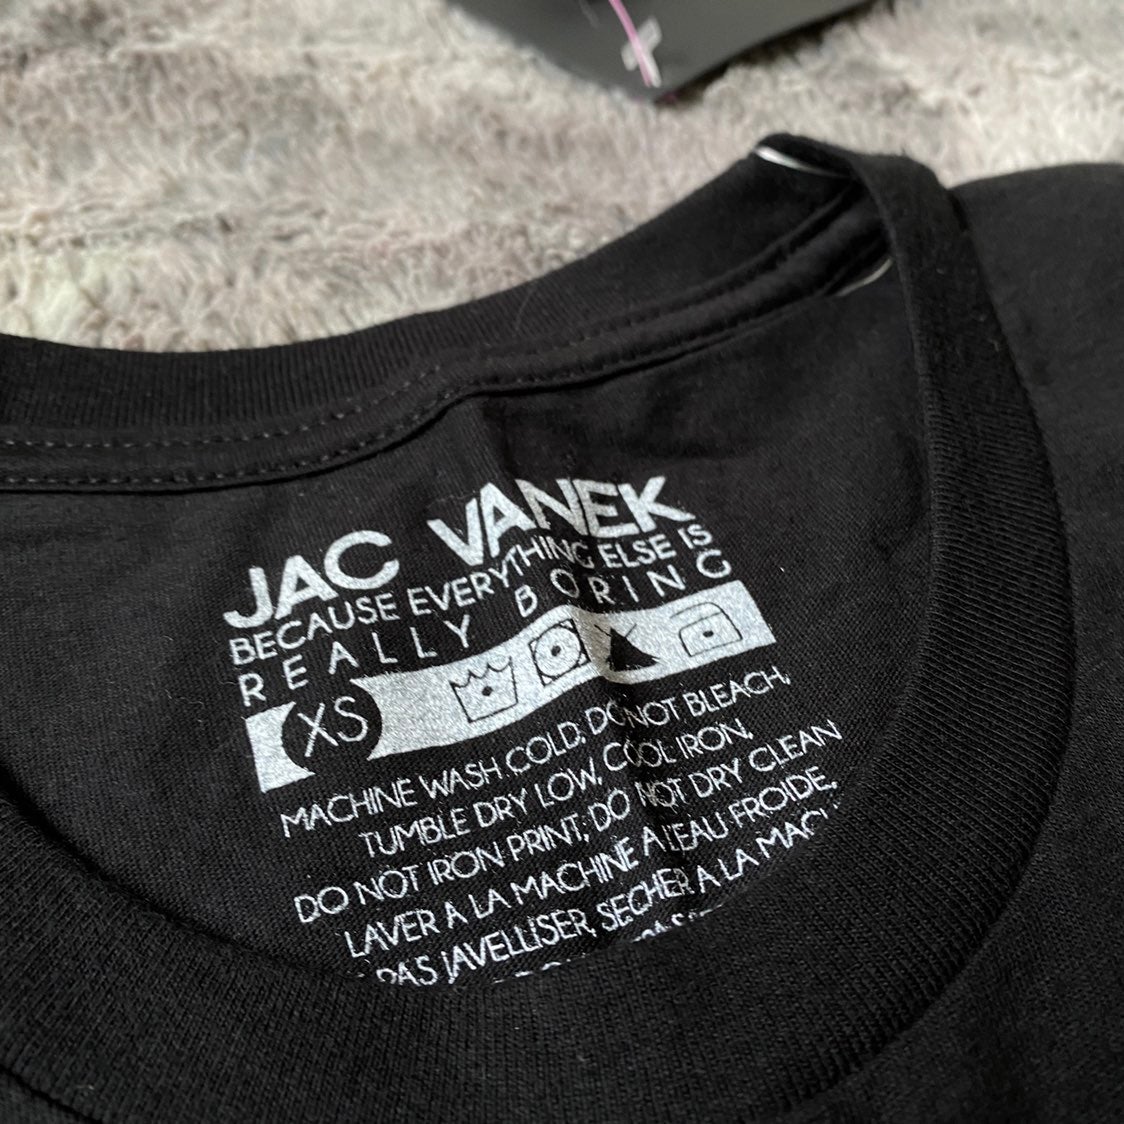 JAC VANEK
BECAUSE EVERYTHING ELSE IS
REALLY BORING
XS
MACHINE WASH COLD, DO NOT BLEACH,
TUMBLE DRY LOW, COOL IRON,
DO NOT IRON PRINT; DO NOT DRY CLEAN
LAVER A LA MACHINE A L'EAU FROIDE,
PAS JAVELLISER, SECHER A LA